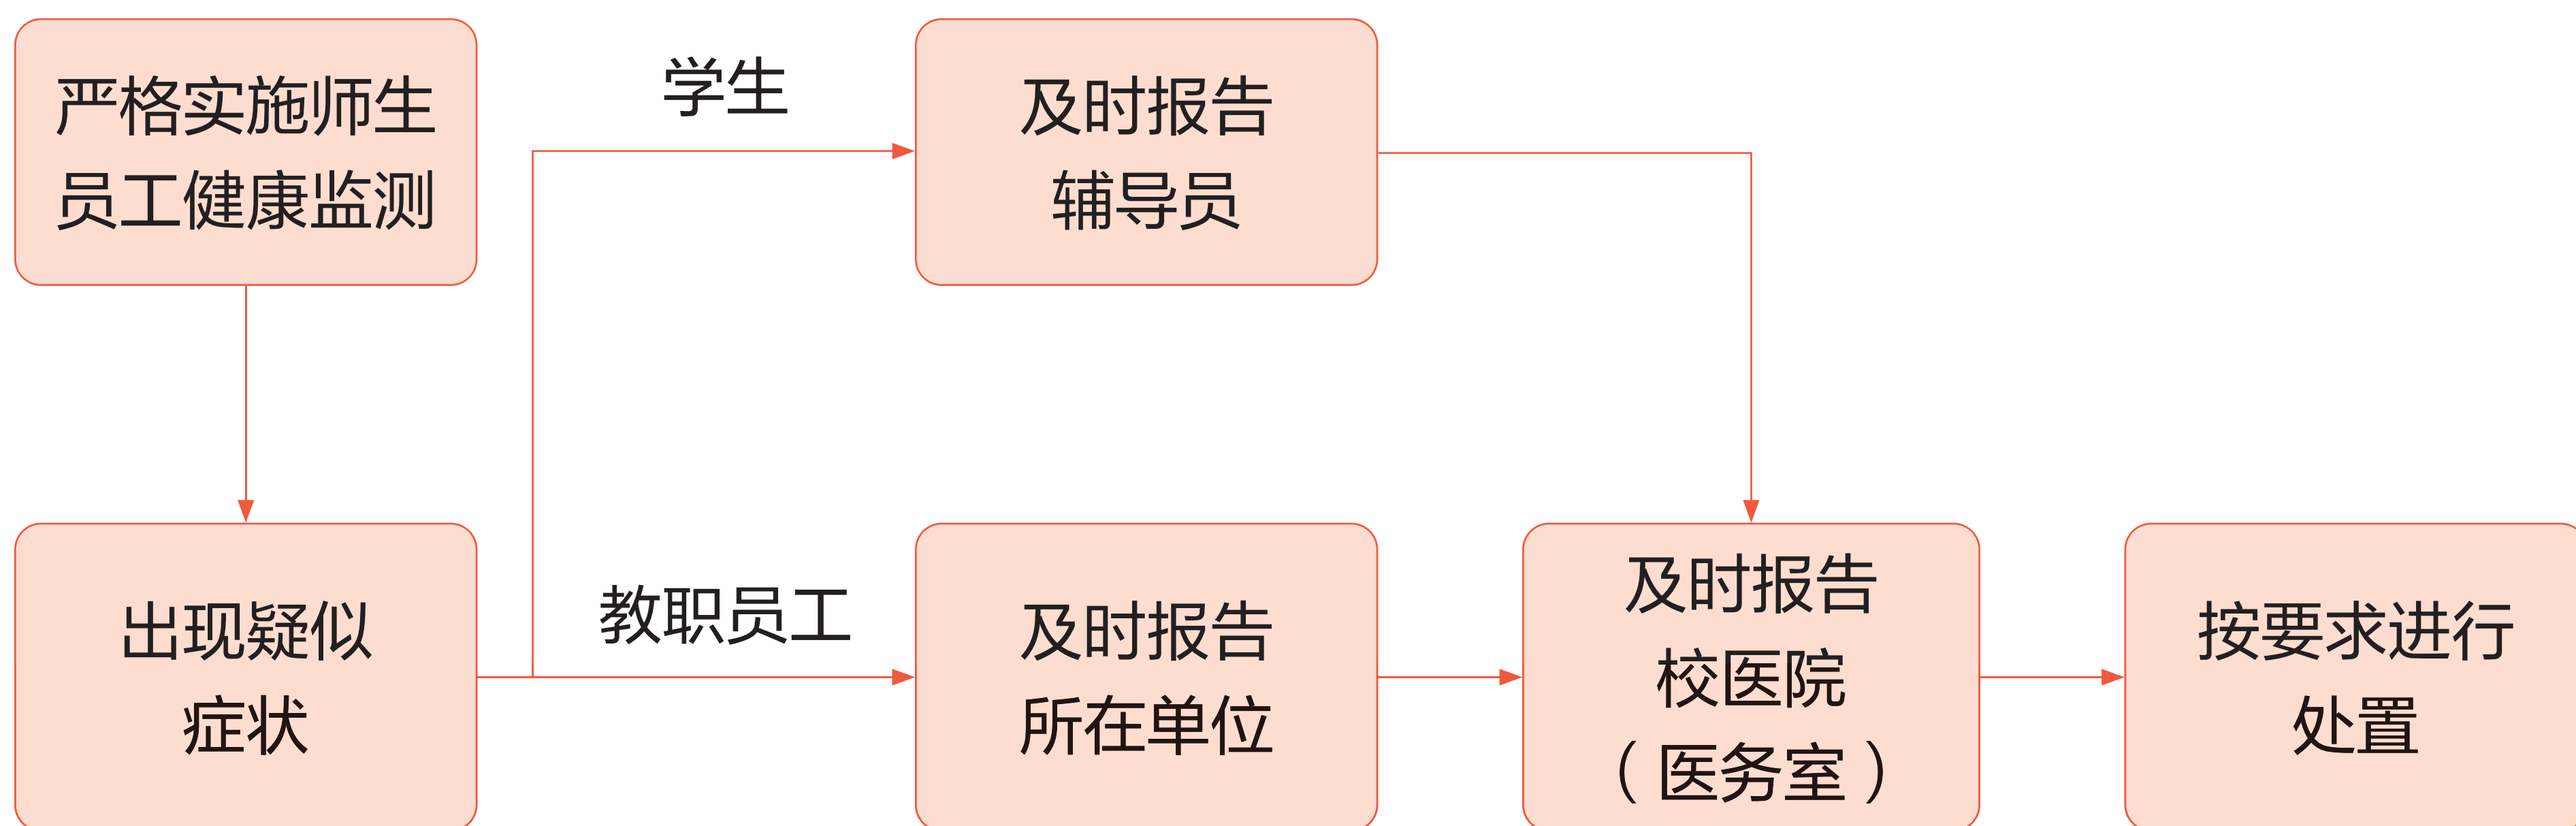 严格实施师生
员工健康监测
学生
及时报告
辅导员
出现疑似
症状
教职员工
及时报告
所在单位
及时报告
校医院
（医务室）
按要求进行
处置